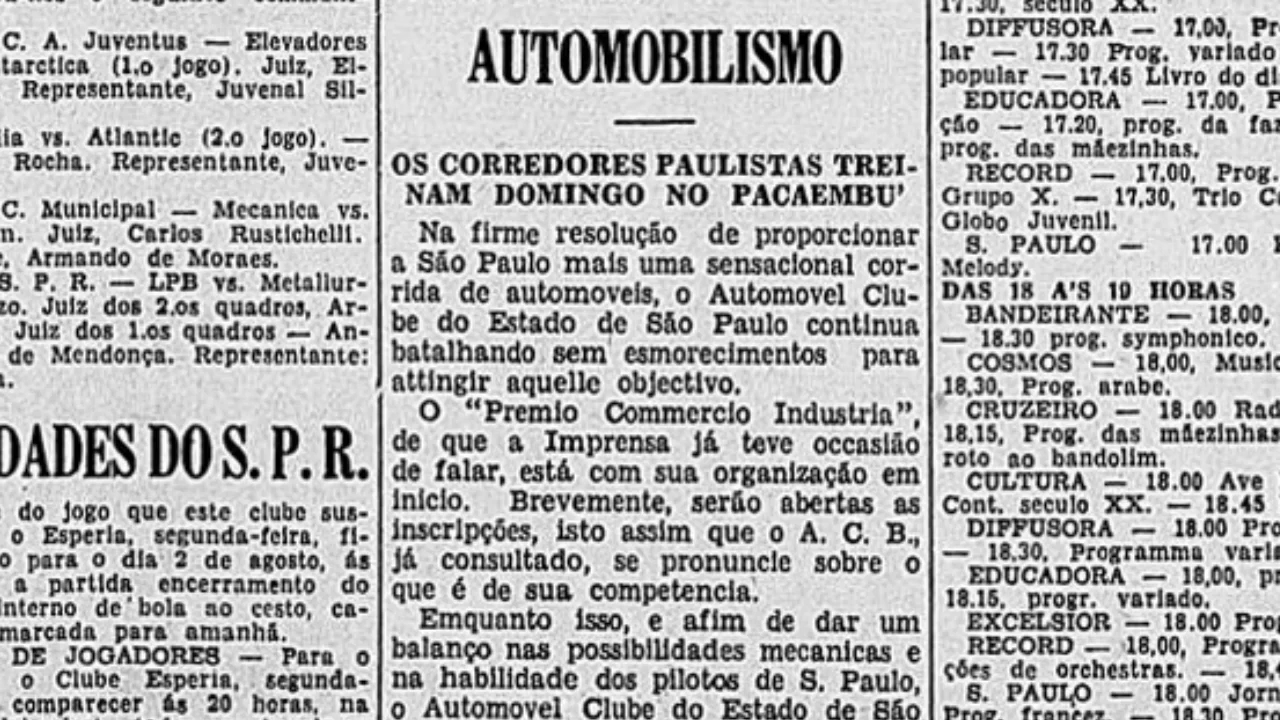 C. A. Juventus — Elevadores
tarctica (1.o jogo). Juiz, El-
Representante, Juvenal Sil-
lia vs. Atlantic (2.o jogo). —
Rocha. Representante, Juve-
C. Municipal — Mecanica vs.
n. Juiz, Carlos Rustichelli.
Armando de Moraes.
S. P. R. — LPB vs. Metallur-
zo. Juiz dos 2.os quadros, Ar-
Juiz dos 1.os quadros — An-
de Mendonça. Representante:
DADES DO S. P. R.
do jogo que este clube sus-
o Esperia, segunda-feira, fi-
o para o dia 2 de agosto, ás
a partida encerramento do
interno de bola ao cesto, ca-
marcada para amanhã.
DE JOGADORES — Para o
o Clube Esperia, segunda-
comparecer ás 20 horas, na
AUTOMOBILISMO
OS CORREDORES PAULISTAS TREI-
NAM DOMINGO NO PACAEMBU'
Na firme resolução de proporcionar
a São Paulo mais uma sensacional cor-
rida de automoveis, o Automovel Clu-
be do Estado de São Paulo continua
batalhando sem esmorecimentos para
attingir aquelle objectivo.
O "Premio Commercio Industria",
de que a Imprensa já teve occasião
de falar, está com sua organização em
inicio. Brevemente, serão abertas as
inscripções, isto assim que o A. C. B.,
já consultado, se pronuncie sobre o
que é de sua competencia.
Emquanto isso, e afim de dar um
balanço nas possibilidades mecanicas e
na habilidade dos pilotos de S. Paulo,
o Automovel Clube do Estado de São
17.30, seculo XX.
DIFFUSORA — 17,00, Pr
lar — 17.30 Prog. variado
popular — 17.45 Livro do di
EDUCADORA — 17.00, P
ção — 17.20, prog. da faz
prog. das mãezinhas.
RECORD — 17,00, Prog.
Grupo X. — 17,30, Trio C
Globo Juvenil.
S. PAULO — 17.00
Melody.
DAS 18 A'S 19 HORAS
BANDEIRANTE — 18.00,
— 18.30 prog. symphonico.
COSMOS — 18,00, Music
18,30, Prog. arabe.
CRUZEIRO — 18.00 Rad
18,15, Prog. das mãezinhas
roto ao bandolim.
CULTURA — 18.00 Ave
Cont. seculo XX. — 18.45
DIFFUSORA — 18.00 Pro
— 18.30, Programma varia
EDUCADORA — 18,00, p
18.15, progr. variado.
EXCELSIOR — 18.00 Prog
RECORD — 18,00, Progra
ções de orchestras. — 18,
S. PAULO — 18.00 Jorn
Prog. francez. — 18.30 Pre